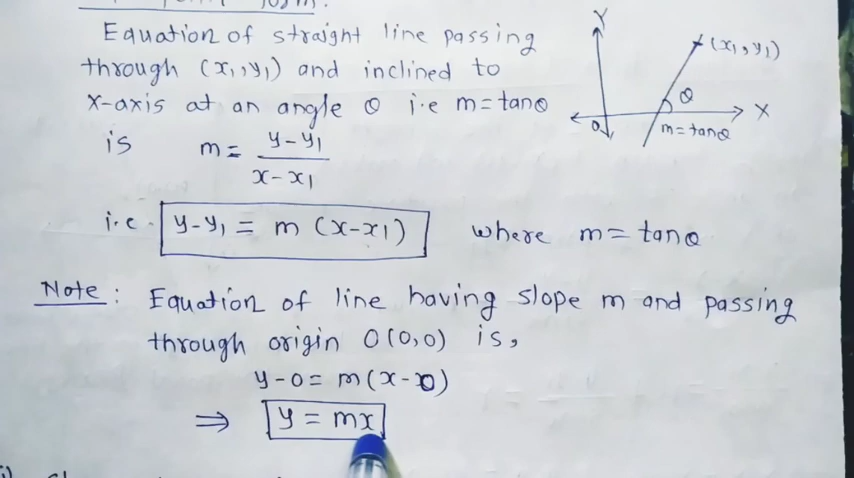 Equation of straight line passing
through (x₁,y₁) and inclined to
x-axis at an angle θ i.e m=tanθ
is m = y-y₁ / x-x₁
i.e. y-y₁ = m (x-x₁) where m= tanθ
Y
(x₁,y₁)
θ
X
0
m=tanθ
Note: Equation of line having slope m and passing
through origin O(0,0) is,
y-0=m(x-0)
⇒ y = mx